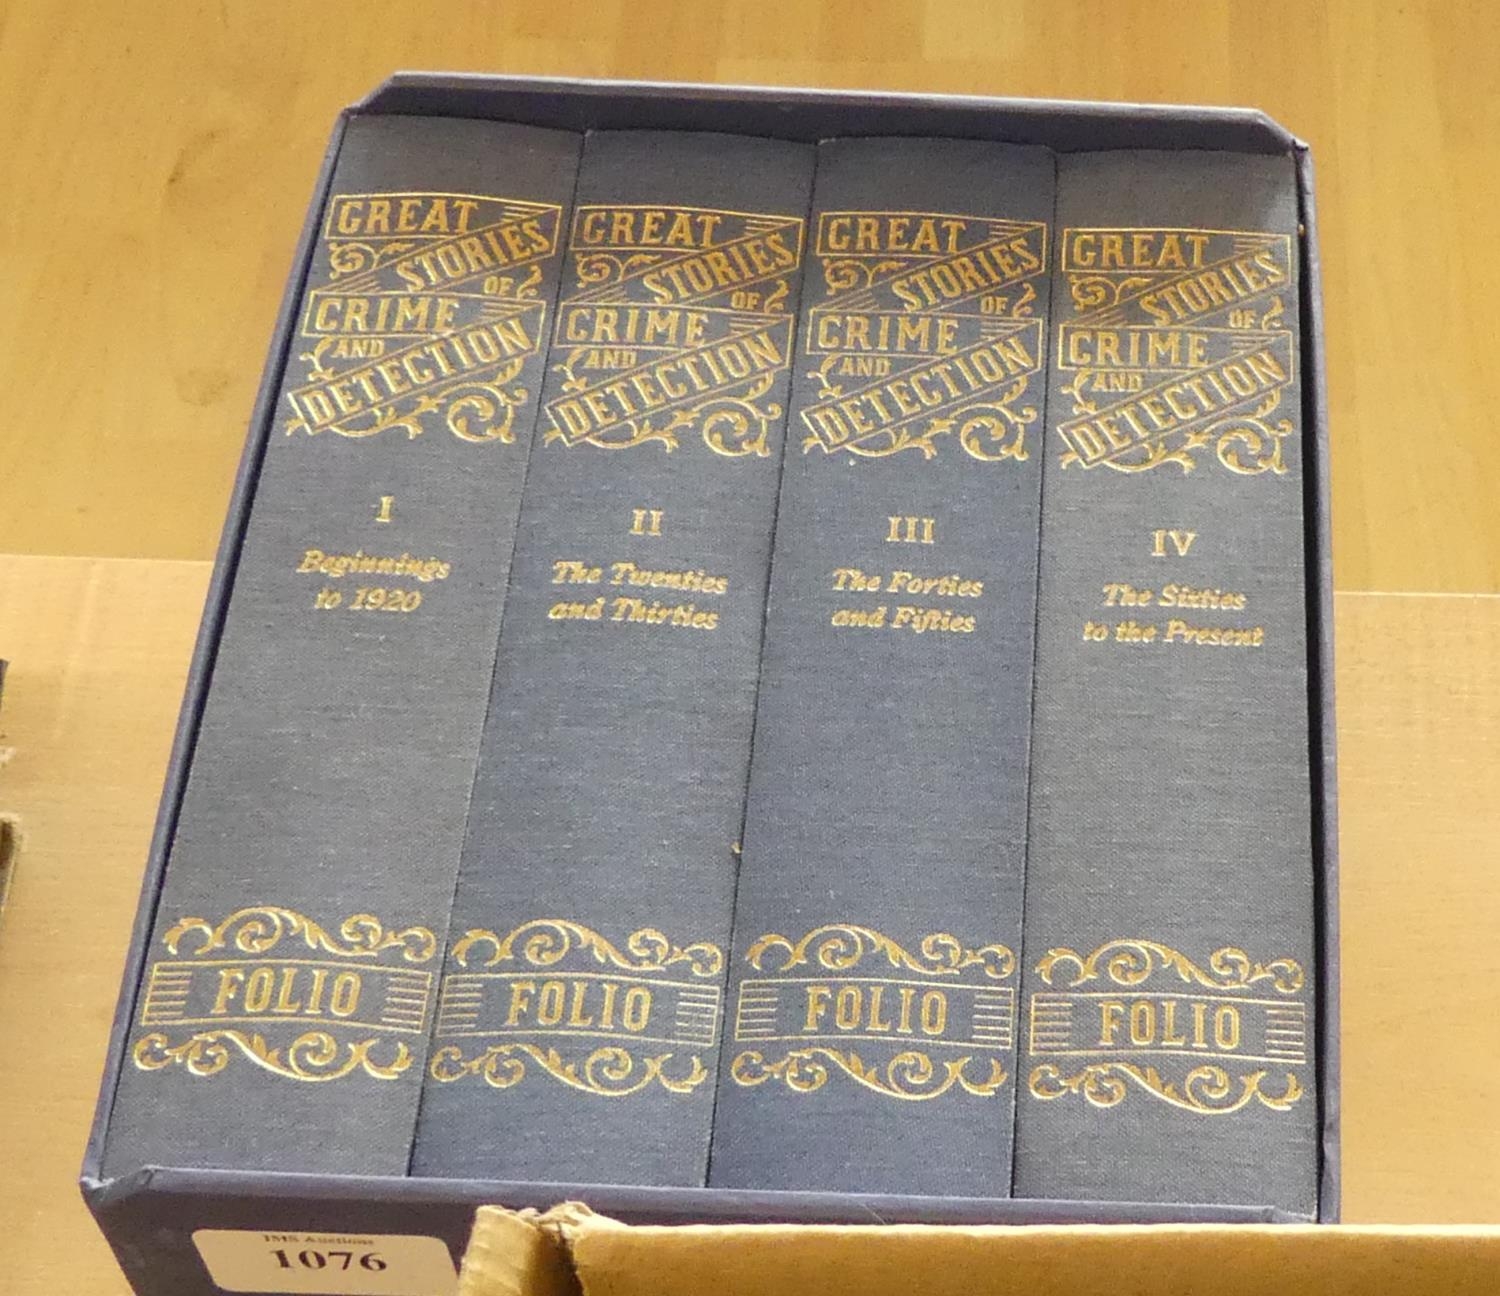 GREAT
STORIES
OF
CRIME
AND
DETECTION
I
Beginnings
to 1920
FOLIO
GREAT
STORIES
OF
CRIME
AND
DETECTION
II
The Twenties
and Thirties
FOLIO
GREAT
STORIES
OF
CRIME
AND
DETECTION
III
The Forties
and Fifties
FOLIO
GREAT
STORIES
OF
CRIME
AND
DETECTION
IV
The Sixties
to the Present
FOLIO
Auctions
1076